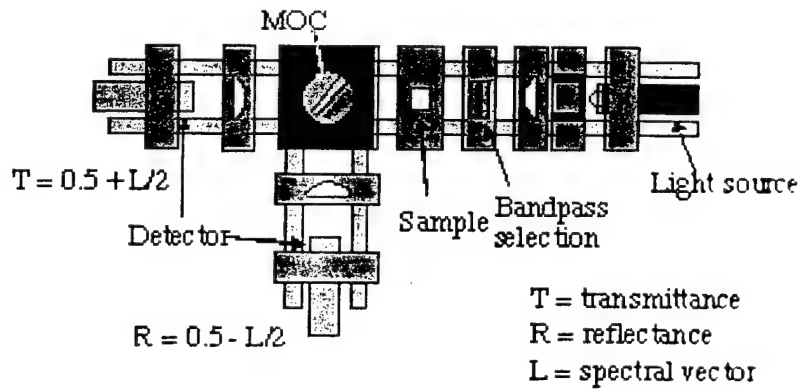 MOC
T = 0.5 + L/2
Detector
Sample
Bandpass
selection
Light source
R = 0.5 - L/2
T = transmittance
R = reflectance
L = spectral vector